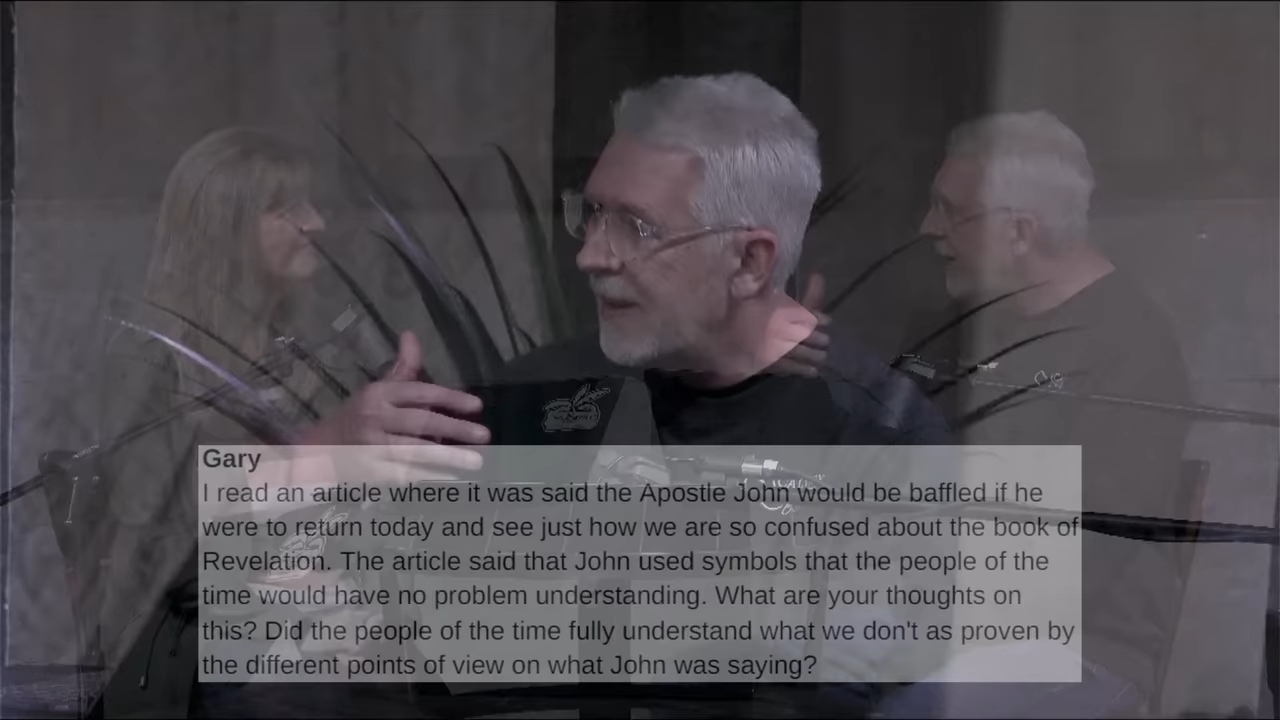 Gary
I read an article where it was said the Apostle John would be baffled if he
were to return today and see just how we are so confused about the book of
Revelation. The article said that John used symbols that the people of the
time would have no problem understanding. What are your thoughts on
this? Did the people of the time fully understand what we don't as proven by
the different points of view on what John was saying?